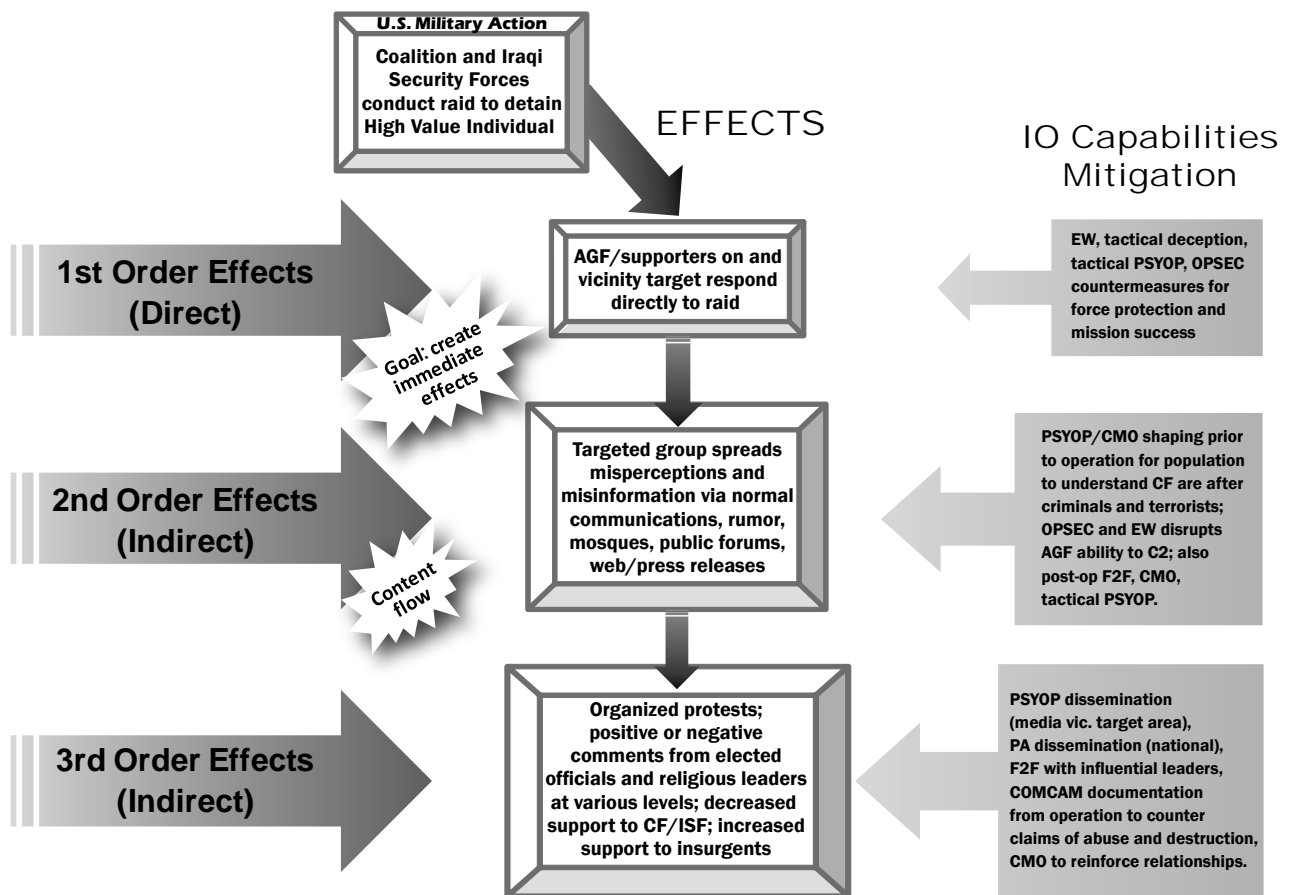 U.S. Military Action
Coalition and Iraqi
Security Forces
conduct raid to detain
High Value Individual
EFFECTS
IO Capabilities
Mitigation
1st Order Effects
(Direct)
Goal: create
immediate
effects
AGF/supporters on and
vicinity target respond
directly to raid
EW, tactical deception,
tactical PSYOP, OPSEC
countermeasures for
force protection and
mission success
2nd Order Effects
(Indirect)
Content
flow
Targeted group spreads
misperceptions and
misinformation via normal
communications, rumor,
mosques, public forums,
web/press releases
PSYOP/CMO shaping prior
to operation for population
to understand CF are after
criminals and terrorists;
OPSEC and EW disrupts
AGF ability to C2; also
post-op F2F, CMO,
tactical PSYOP.
3rd Order Effects
(Indirect)
Organized protests;
positive or negative
comments from elected
officials and religious leaders
at various levels; decreased
support to CF/ISF; increased
support to insurgents
PSYOP dissemination
(media vic. target area),
PA dissemination (national),
F2F with influential leaders,
COMCAM documentation
from operation to counter
claims of abuse and destruction,
CMO to reinforce relationships.